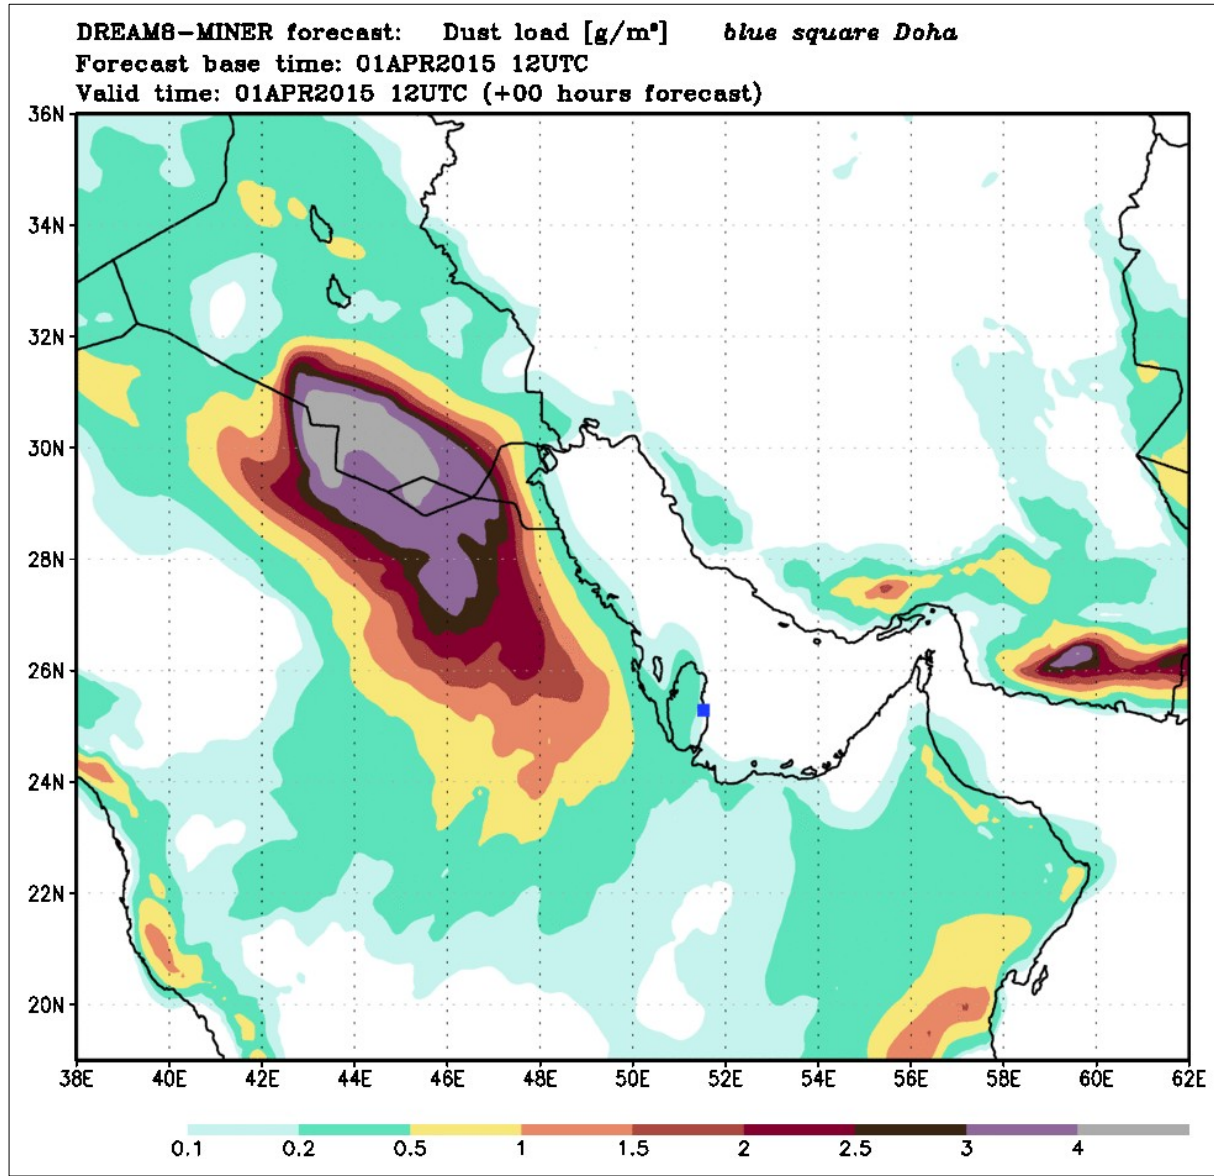 DREAM8-MINER forecast: Dust load [g/m²] blue square Doha
Forecast base time: 01APR2015 12UTC
Valid time: 01APR2015 12UTC (+00 hours forecast)
36N
34N
32N
30N
28N
26N
24N
22N
20N
38E 40E 42E 44E 46E 48E 50E 52E 54E 56E 58E 60E 62E
0.1 0.2 0.5 1 1.5 2 2.5 3 4